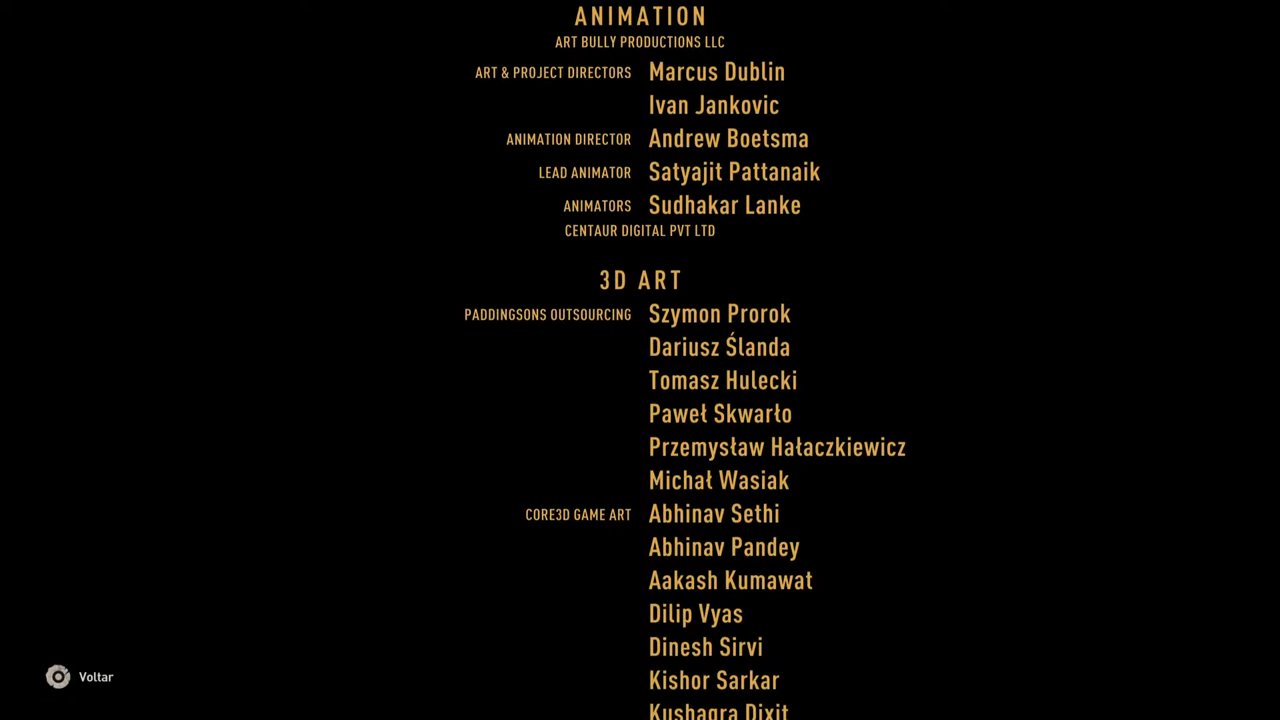 ANIMATION
ART BULLY PRODUCTIONS LLC
ART & PROJECT DIRECTORS Marcus Dublin
Ivan Jankovic
ANIMATION DIRECTOR Andrew Boetsma
LEAD ANIMATOR Satyajit Pattanaik
ANIMATORS Sudhakar Lanke
CENTAUR DIGITAL PVT LTD
3D ART
PADDINGSONS OUTSOURCING Szymon Prorok
Dariusz Ślanda
Tomasz Hulecki
Paweł Skwarło
Przemysław Hałaczkiewicz
Michał Wasiak
CORE3D GAME ART Abhinav Sethi
Abhinav Pandey
Aakash Kumawat
Dilip Vyas
Dinesh Sirvi
Kishor Sarkar
Voltar
Kushagra Dixit